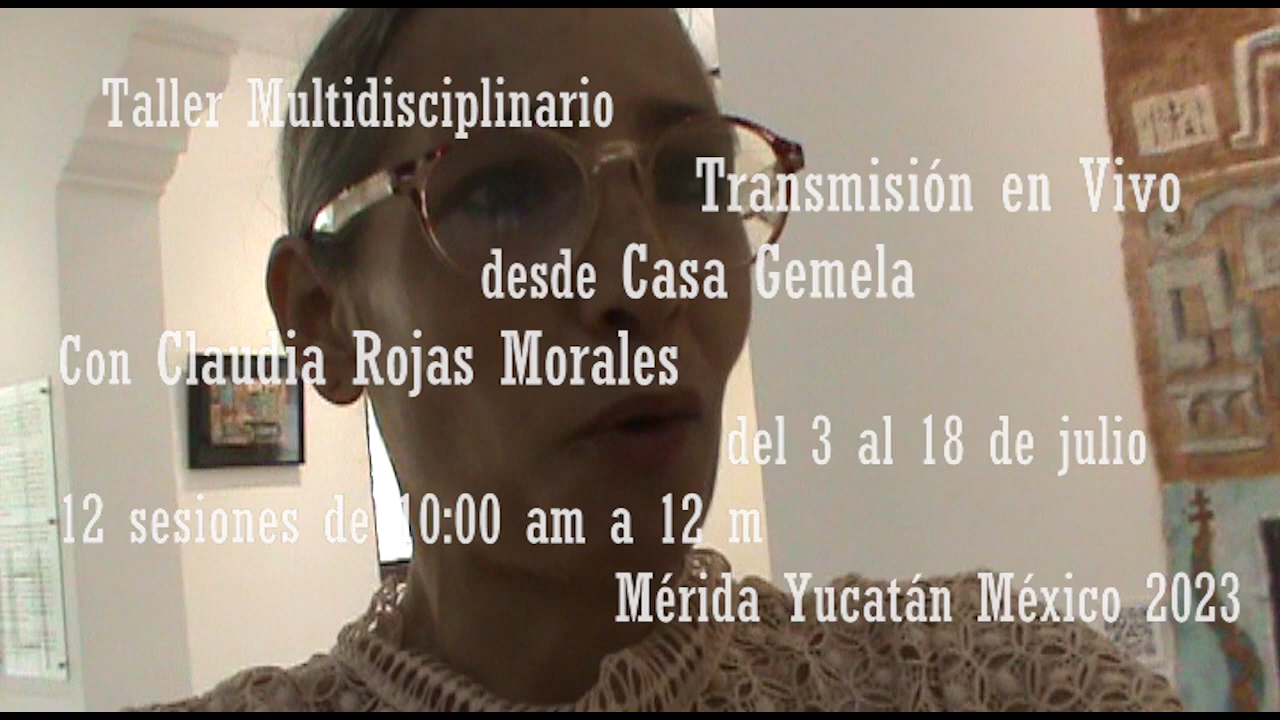 Taller Multidisciplinario
Transmisión en Vivo
desde Casa Gemela
Con Claudia Rojas Morales
del 3 al 18 de julio
12 sesiones de 10:00 am a 12 m
Mérida Yucatán México 2023